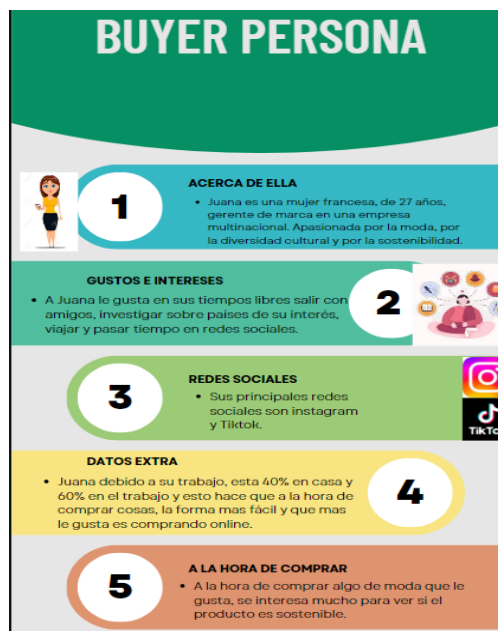 BUYER PERSONA
1
ACERCA DE ELLA
• Juana es una mujer francesa, de 27 años,
gerente de marca en una empresa
multinacional. Apasionada por la moda, por
la diversidad cultural y por la sostenibilidad.
GUSTOS E INTERESES
• A Juana le gusta en sus tiempos libres salir con
amigos, investigar sobre países de su interés,
viajar y pasar tiempo en redes sociales.
2
3
REDES SOCIALES
• Sus principales redes
sociales son instagram
y Tiktok.
TikTo
DATOS EXTRA
• Juana debido a su trabajo, esta 40% en casa y
60% en el trabajo y esto hace que a la hora de
comprar cosas, la forma mas fácil y que mas
le gusta es comprando online.
4
5
A LA HORA DE COMPRAR
• A la hora de comprar algo de moda que le
gusta, se interesa mucho para ver si el
producto es sostenible.